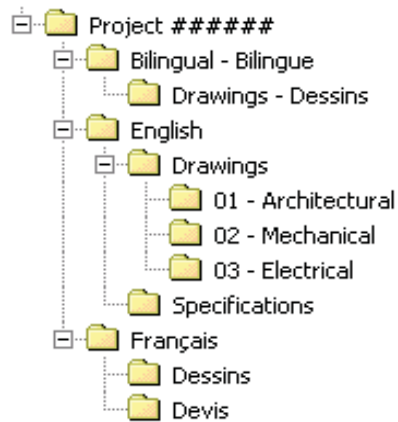 Project ######
Bilingual - Bilingue
Drawings - Dessins
English
Drawings
01 - Architectural
02 - Mechanical
03 - Electrical
Specifications
Français
Dessins
Devis